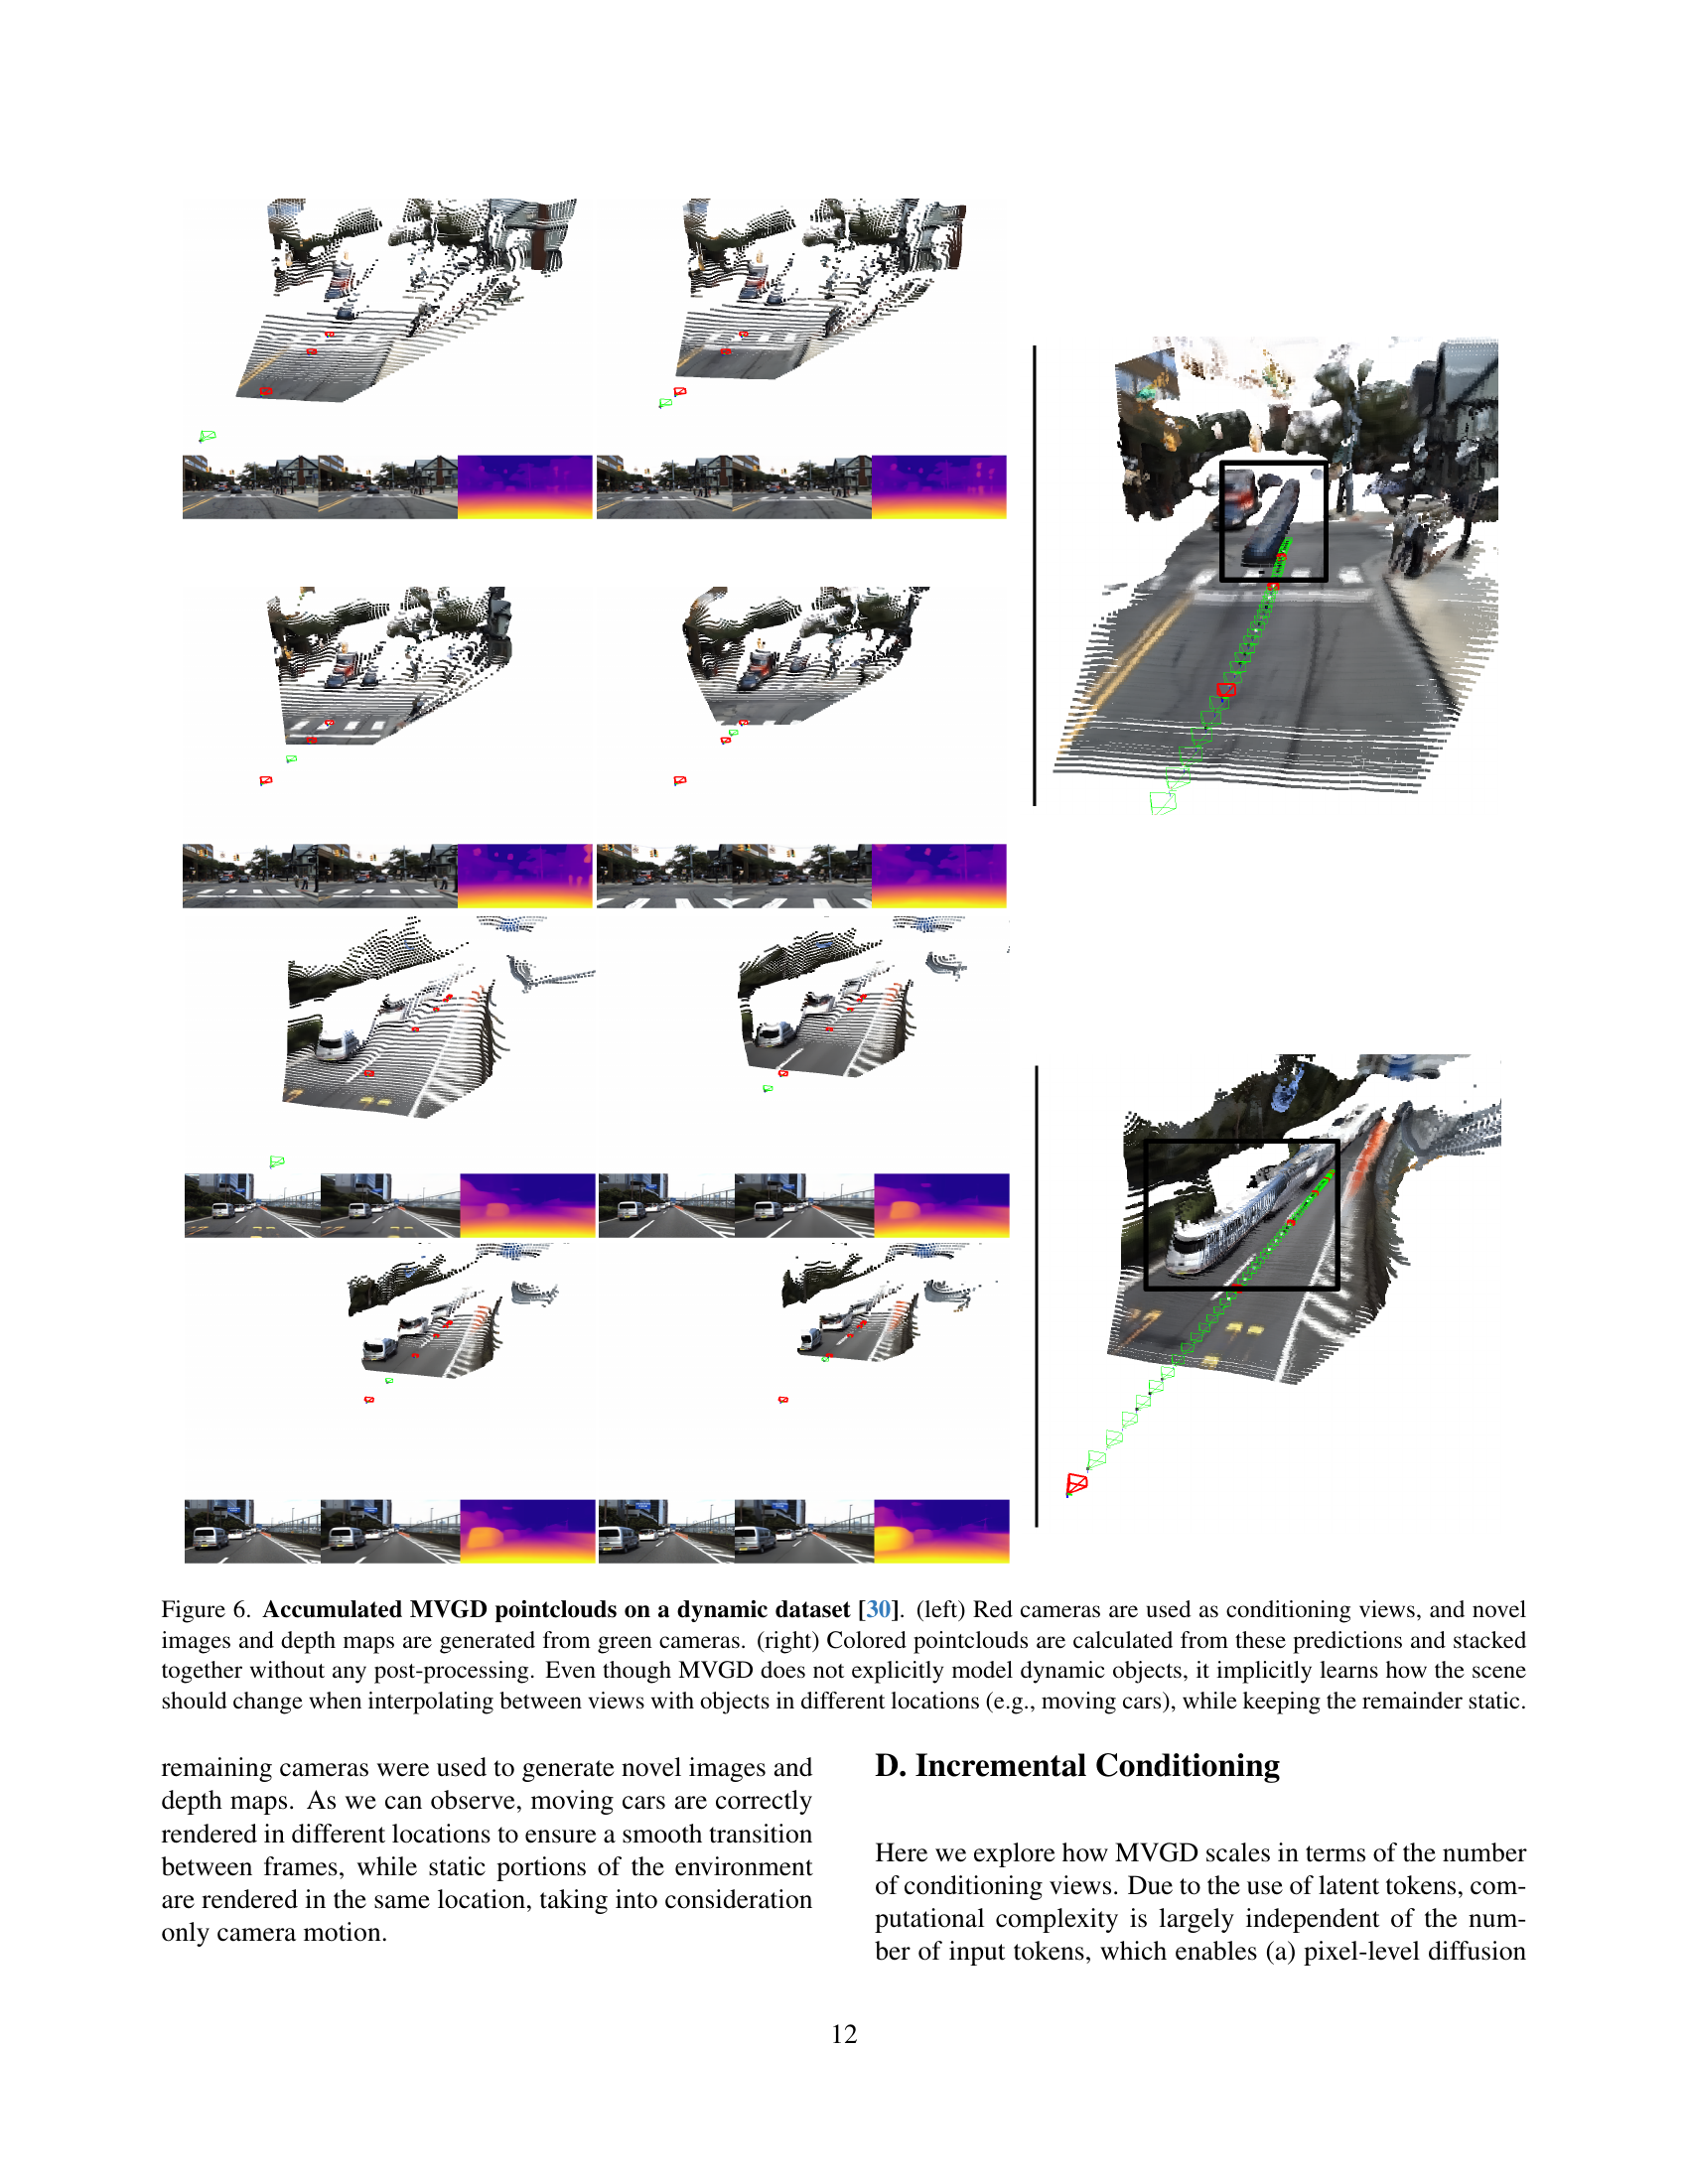 Figure 6. Accumulated MVGD pointclouds on a dynamic dataset [30]. (left) Red cameras are used as conditioning views, and novel
images and depth maps are generated from green cameras. (right) Colored pointclouds are calculated from these predictions and stacked
together without any post-processing. Even though MVGD does not explicitly model dynamic objects, it implicitly learns how the scene
should change when interpolating between views with objects in different locations (e.g., moving cars), while keeping the remainder static.
remaining cameras were used to generate novel images and
depth maps. As we can observe, moving cars are correctly
rendered in different locations to ensure a smooth transition
between frames, while static portions of the environment
are rendered in the same location, taking into consideration
only camera motion.
D. Incremental Conditioning
Here we explore how MVGD scales in terms of the number
of conditioning views. Due to the use of latent tokens, com-
putational complexity is largely independent of the num-
ber of input tokens, which enables (a) pixel-level diffusion
12